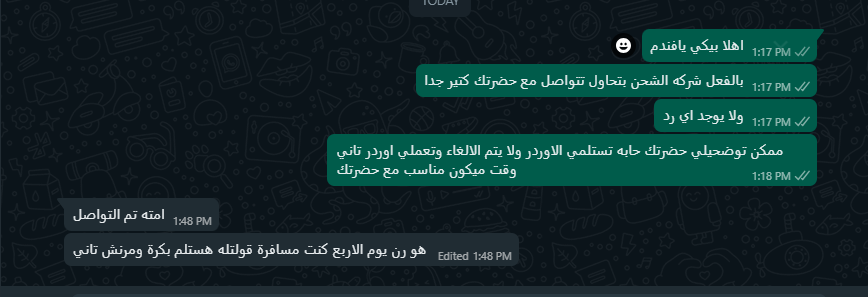 TODAY
اهلا بيكي يافندم
1:17 PM
بالفعل شركه الشحن بتحاول تتواصل مع حضرتك كتير جدا
1:17 PM
ولا يوجد اي رد
1:17 PM
ممكن توضحيلي حضرتك حابه تستلمي الاوردر ولا يتم الالغاء وتعملي اوردر تاني
وقت ميكون مناسب مع حضرتك
1:18 PM
امته تم التواصل
1:48 PM
هو رن يوم الاربع كنت مسافرة قولتله هستلم بكرة ومرنش تاني
Edited 1:48 PM